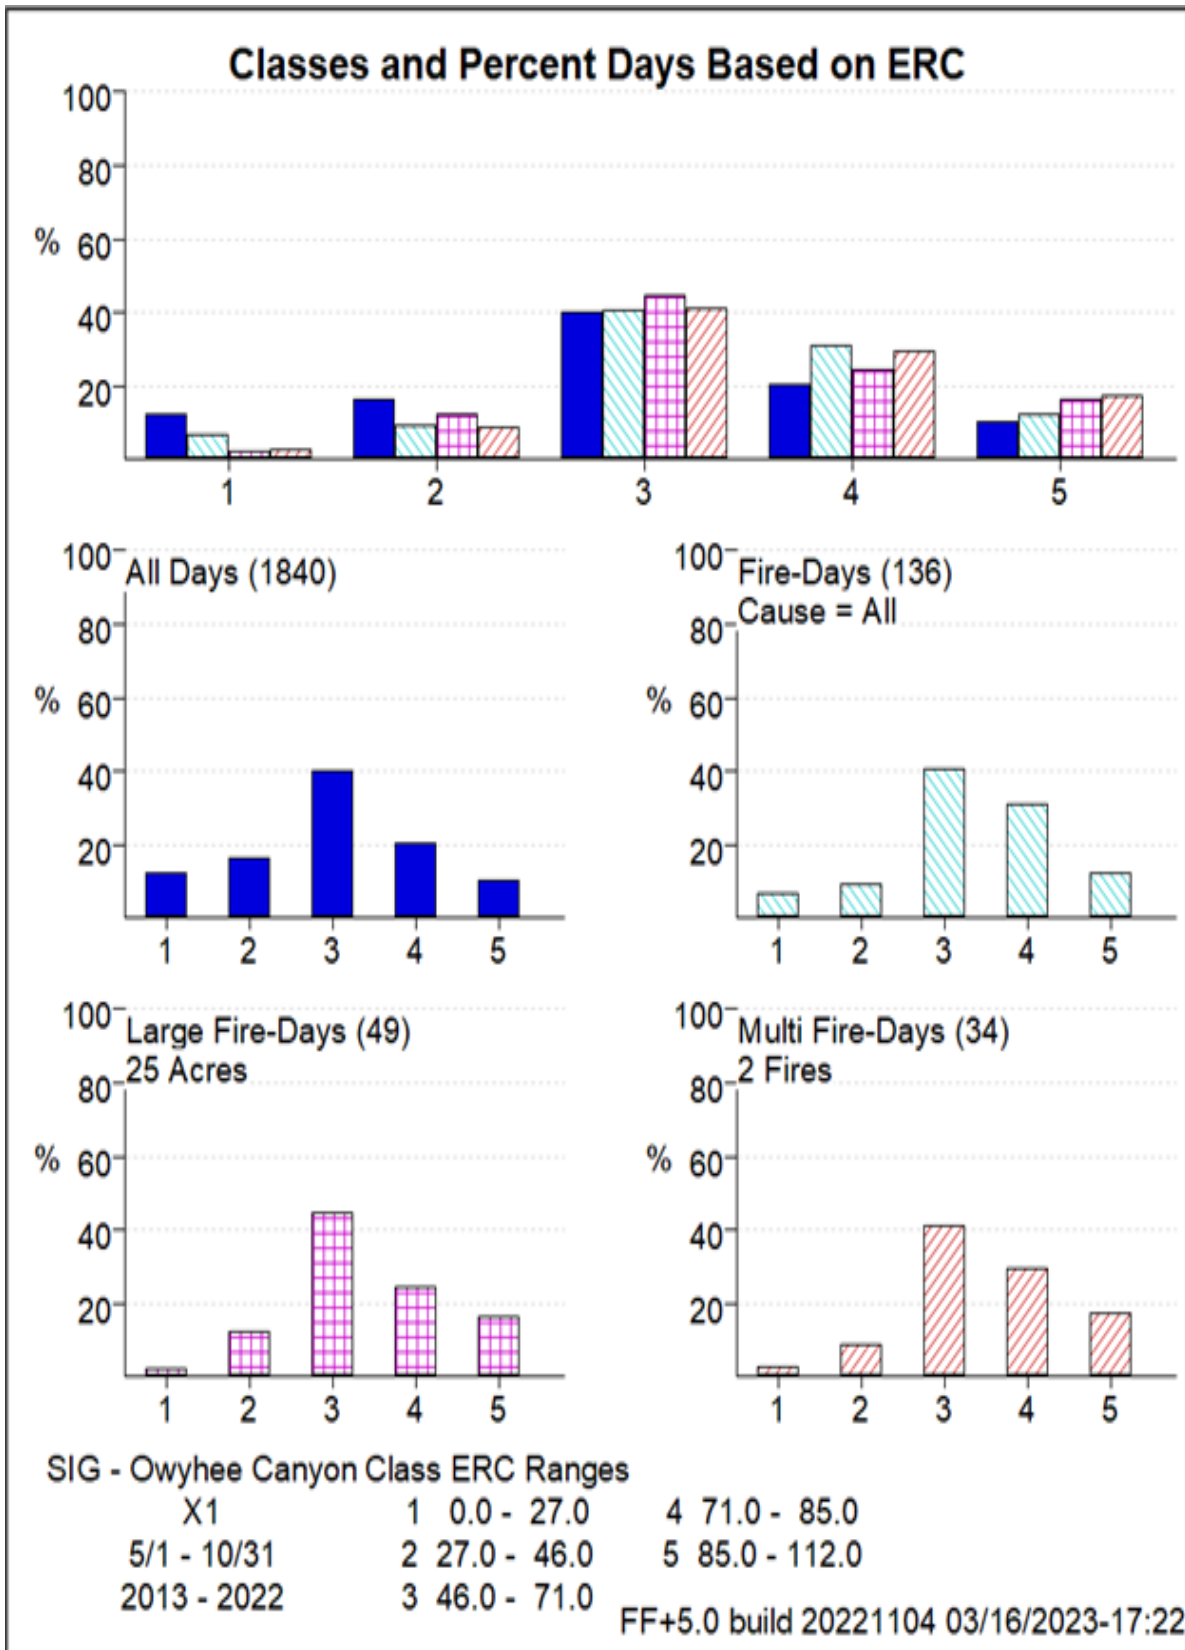 Classes and Percent Days Based on ERC
100
80
% 60
40
20
1 2 3 4 5
100
All Days (1840)
80
% 60
40
20
1 2 3 4 5
100
Fire-Days (136)
Cause = All
80
% 60
40
20
1 2 3 4 5
100
Large Fire-Days (49)
25 Acres
80
% 60
40
20
1 2 3 4 5
100
Multi Fire-Days (34)
2 Fires
80
% 60
40
20
1 2 3 4 5
SIG - Owyhee Canyon Class ERC Ranges
X1 1 0.0 - 27.0 4 71.0 - 85.0
5/1 - 10/31 2 27.0 - 46.0 5 85.0 - 112.0
2013 - 2022 3 46.0 - 71.0
FF+5.0 build 20221104 03/16/2023-17:22